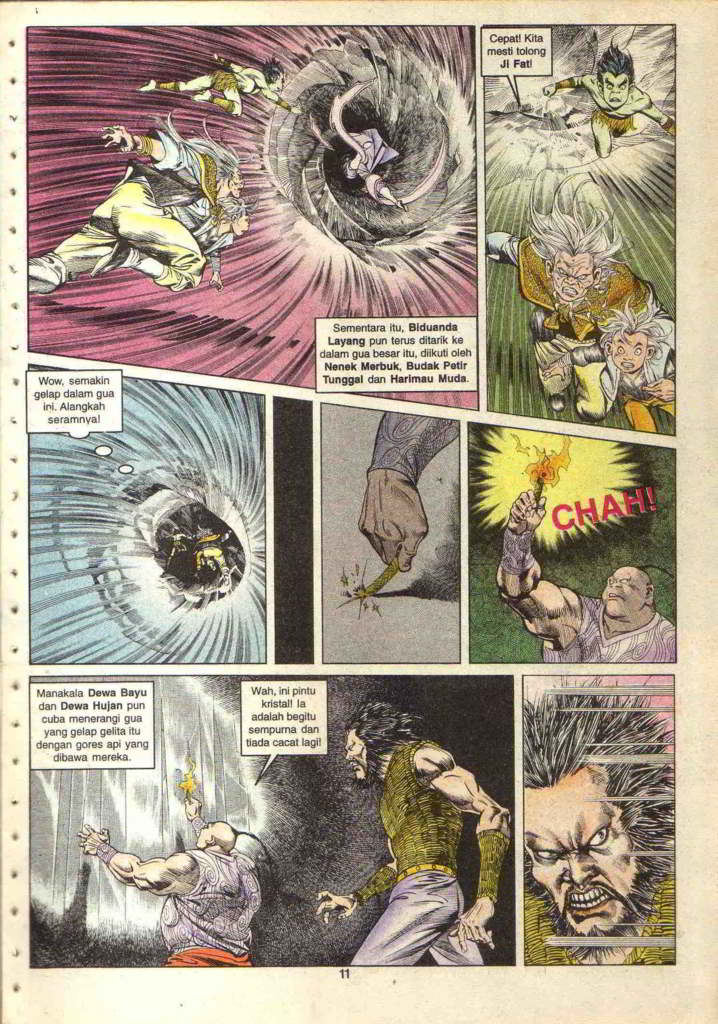 Sementara itu, Biduanda
Layang pun terus ditarik ke
dalam gua besar itu, diikuti oleh
Nenek Merbuk, Budak Petir
Tunggal dan Harimau Muda.
Cepat! Kita
mesti tolong
Ji Fat!
Wow, semakin
gelap dalam gua
ini. Alangkah
seramnya!
CHAH!
Manakala Dewa Bayu
dan Dewa Hujan pun
cuba menerangi gua
yang gelap gelita itu
dengan gores api yang
dibawa mereka.
Wah, ini pintu
kristal! Ia
adalah begitu
sempurna dan
tiada cacat lagi!
11